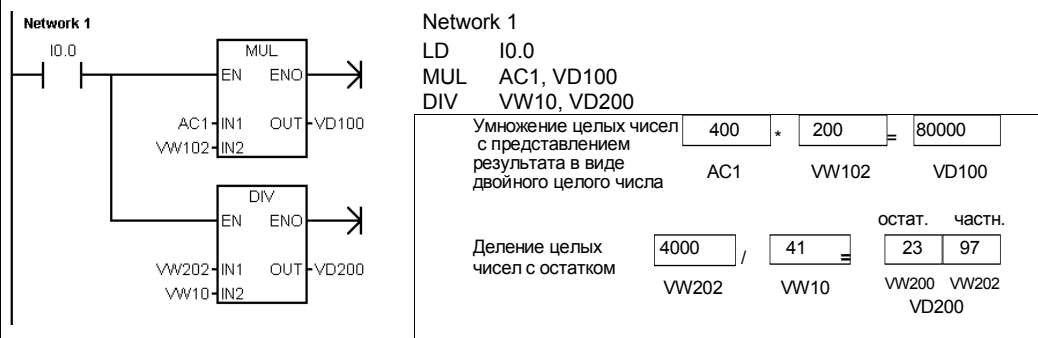 Network 1
I0.0
MUL
EN ENO
AC1 IN1 OUT VD100
VW102 IN2
DIV
EN ENO
VW202 IN1 OUT VD200
VW10 IN2
Network 1
LD I0.0
MUL AC1, VD100
DIV VW10, VD200
Умножение целых чисел
с представлением
результата в виде
двойного целого числа
400 * 200 = 80000
AC1 VW102 VD100
остат. частн.
Деление целых
чисел с остатком
4000 / 41 = 23 97
VW202 VW10 VW200 VW202
VD200